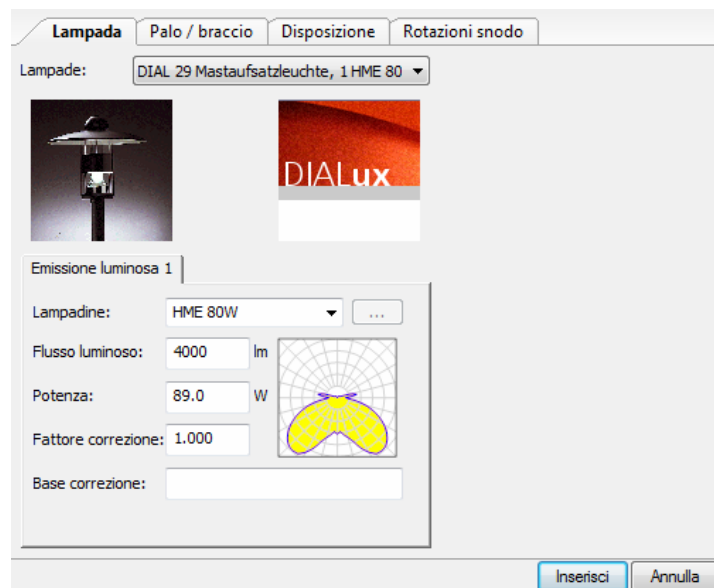 Lampada Palo / braccio Disposizione Rotazioni snodo
Lampade: DIAL 29 Mastaufsatzleuchte, 1 HME 80
DIALux
Emissione luminosa 1
Lampadine: HME 80W ...
Flusso luminoso: 4000 lm
Potenza: 89.0 W
Fattore correzione: 1.000
Base correzione:
Inserisci Annulla